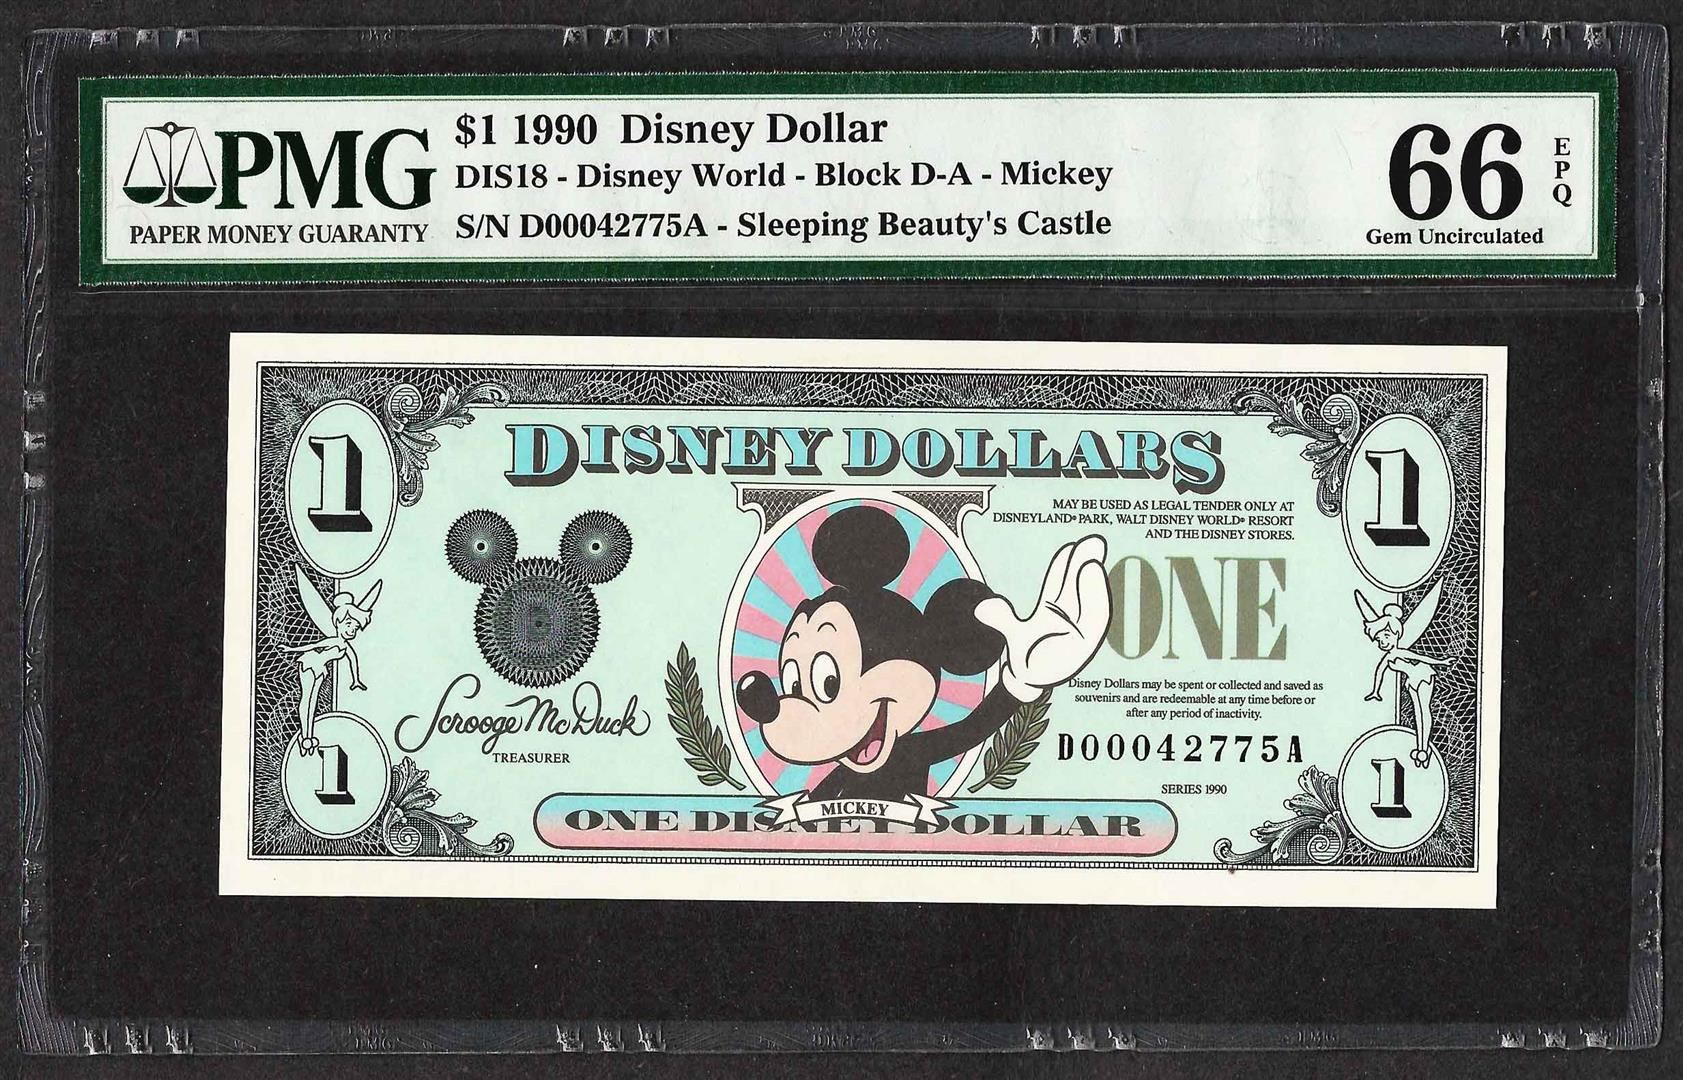 $1 1990 Disney Dollar
DIS18 - Disney World - Block D-A - Mickey
S/N D00042775A - Sleeping Beauty's Castle
PMG
PAPER MONEY GUARANTY
66
EPQ
Gem Uncirculated
1
1
DISNEY DOLLARS
MAY BE USED AS LEGAL TENDER ONLY AT
DISNEYLAND® PARK, WALT DISNEY WORLD® RESORT
AND THE DISNEY STORES.
ONE
Disney Dollars may be spent or collected and saved as
souvenirs and are redeemable at any time before or
after any period of inactivity.
Scrooge McDuck
TREASURER
D00042775A
SERIES 1990
1
1
MICKEY
ONE DISNEY DOLLAR